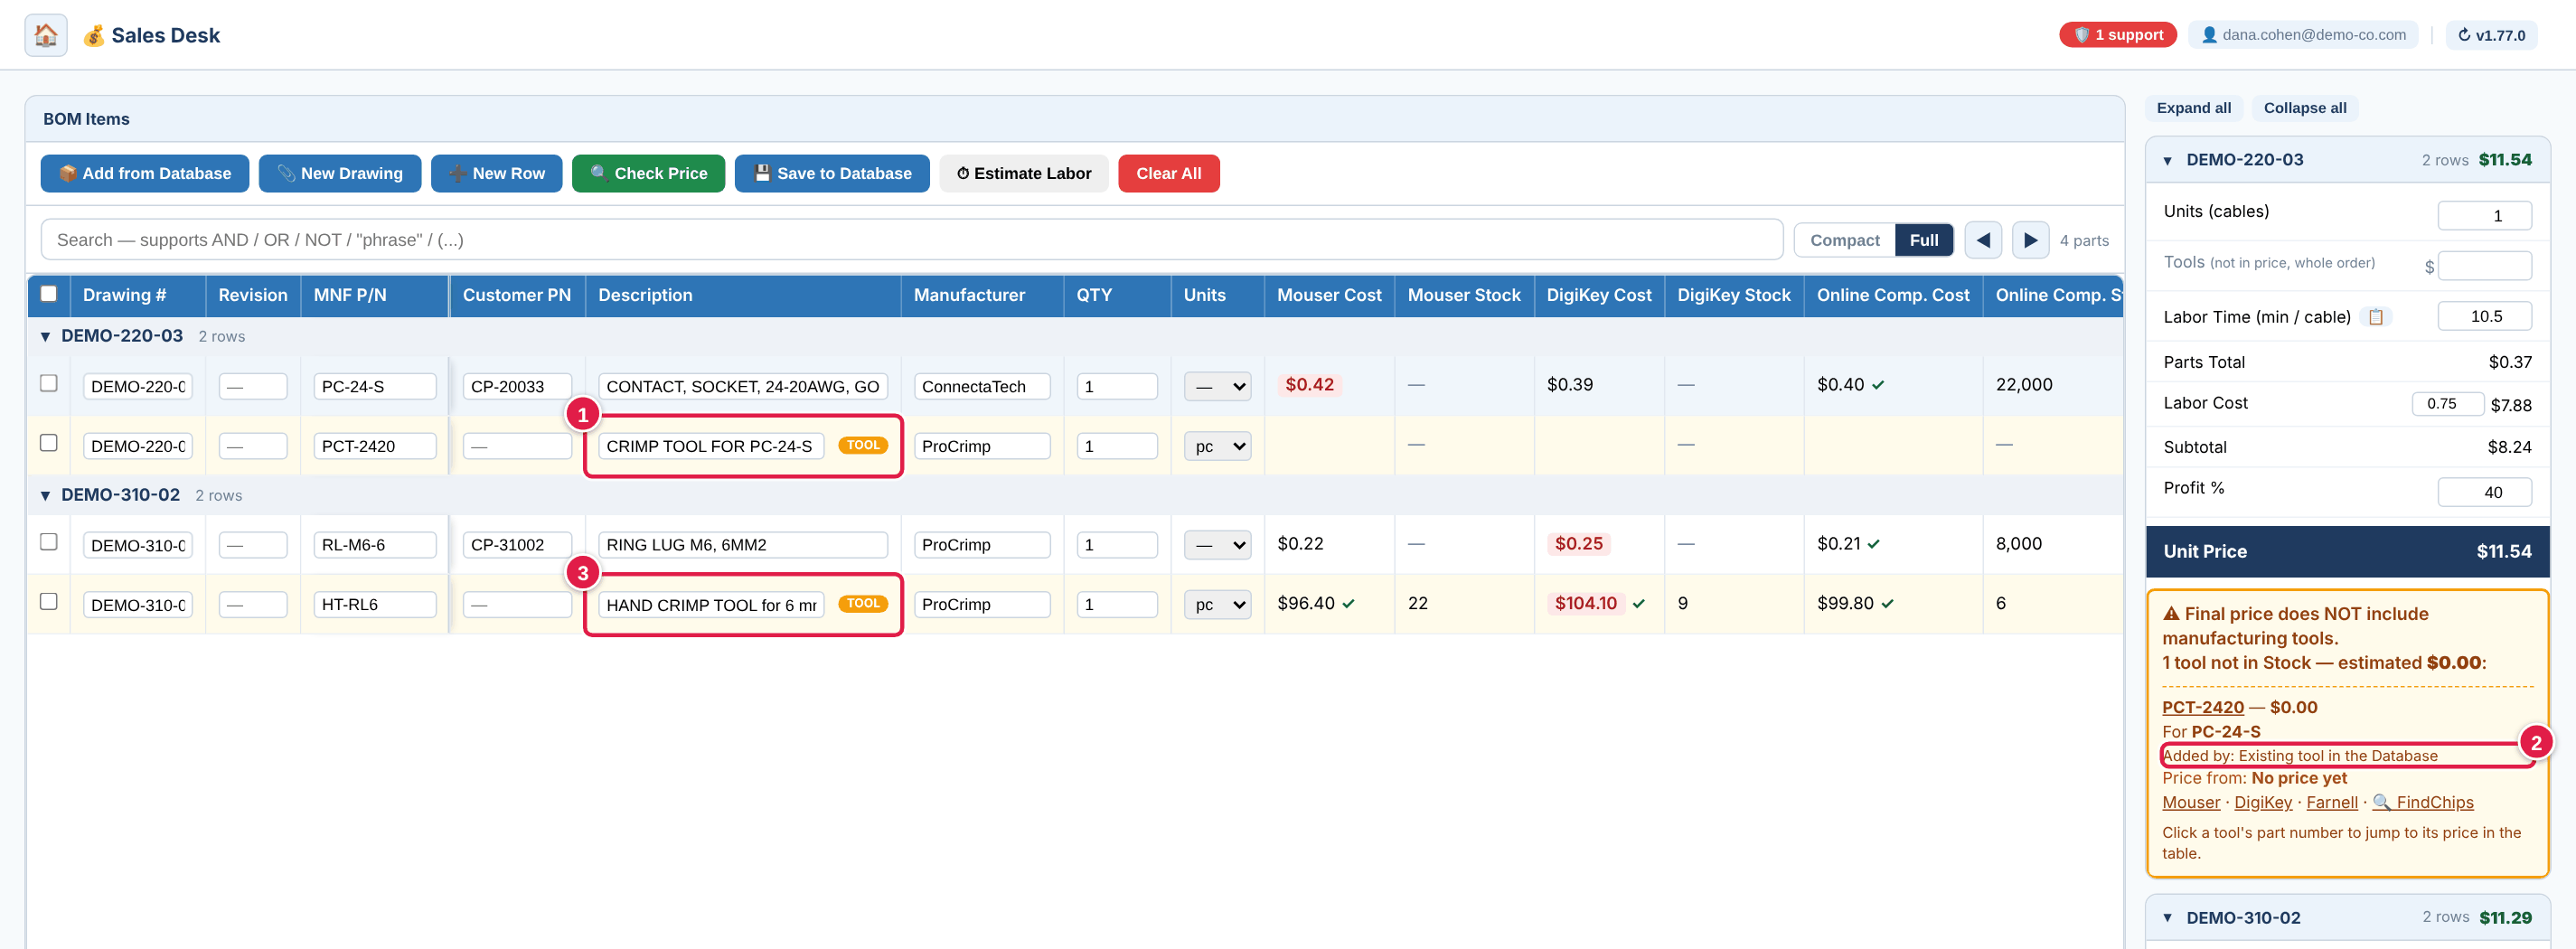 🏠 💰 Sales Desk
🛡️ 1 support 👤 dana.cohen@demo-co.com ↻ v1.77.0
BOM Items
📦 Add from Database 📎 New Drawing ➕ New Row 🔍 Check Price 💾 Save to Database ⏱ Estimate Labor Clear All
Search — supports AND / OR / NOT / "phrase" / (...) Compact Full ◀ ▶ 4 parts
Drawing # Revision MNF P/N Customer PN Description Manufacturer QTY Units Mouser Cost Mouser Stock DigiKey Cost DigiKey Stock Online Comp. Cost Online Comp. S
▼ DEMO-220-03 2 rows
DEMO-220-0 — PC-24-S CP-20033 CONTACT, SOCKET, 24-20AWG, GO ConnectaTech 1 — $0.42 — $0.39 — $0.40 ✓ 22,000
1
DEMO-220-0 — PCT-2420 — CRIMP TOOL FOR PC-24-S TOOL ProCrimp 1 pc — — —
▼ DEMO-310-02 2 rows
DEMO-310-0 — RL-M6-6 CP-31002 RING LUG M6, 6MM2 ProCrimp 1 — $0.22 — $0.25 — $0.21 ✓ 8,000
3
DEMO-310-0 — HT-RL6 — HAND CRIMP TOOL for 6 mr TOOL ProCrimp 1 pc $96.40 ✓ 22 $104.10 ✓ 9 $99.80 ✓ 6
Expand all Collapse all
▼ DEMO-220-03 2 rows $11.54
Units (cables) 1
Tools (not in price, whole order) $
Labor Time (min / cable) 📋 10.5
Parts Total $0.37
Labor Cost 0.75 $7.88
Subtotal $8.24
Profit % 40
Unit Price $11.54
⚠ Final price does NOT include
manufacturing tools.
1 tool not in Stock — estimated $0.00:
PCT-2420 — $0.00
For PC-24-S
2
Added by: Existing tool in the Database
Price from: No price yet
Mouser · DigiKey · Farnell · 🔍 FindChips
Click a tool's part number to jump to its price in the
table.
▼ DEMO-310-02 2 rows $11.29